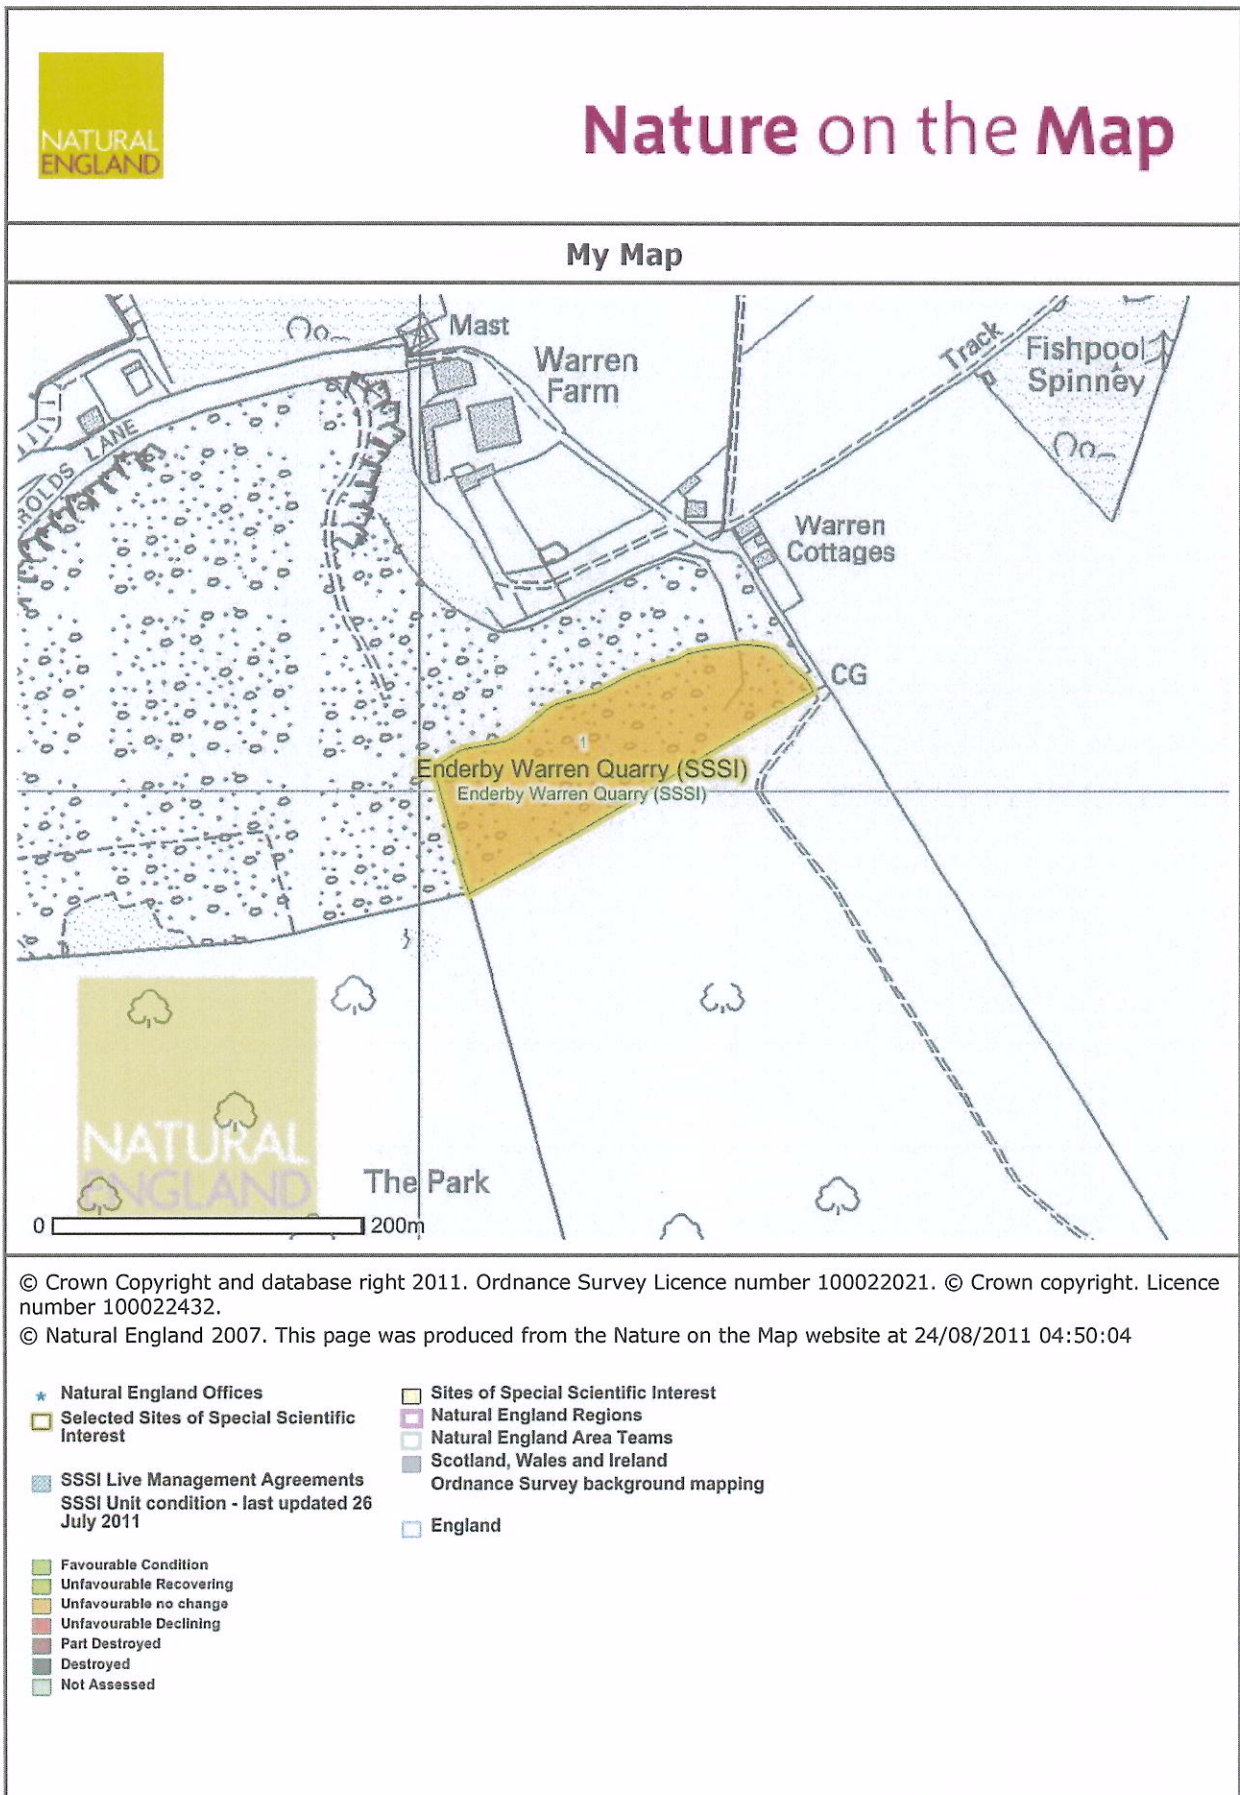 NATURAL
ENGLAND
Nature on the Map
My Map
Mast
Warren
Farm
Track
Fishpool
Spinney
ROLDS LANE
Warren
Cottages
CG
1
Enderby Warren Quarry (SSSI)
Enderby Warren Quarry (SSSI)
NATURAL
ENGLAND
The Park
0 200m
© Crown Copyright and database right 2011. Ordnance Survey Licence number 100022021. © Crown copyright. Licence
number 100022432.
© Natural England 2007. This page was produced from the Nature on the Map website at 24/08/2011 04:50:04
Natural England Offices
Selected Sites of Special Scientific
Interest
SSSI Live Management Agreements
SSSI Unit condition - last updated 26
July 2011
Favourable Condition
Unfavourable Recovering
Unfavourable no change
Unfavourable Declining
Part Destroyed
Destroyed
Not Assessed
Sites of Special Scientific Interest
Natural England Regions
Natural England Area Teams
Scotland, Wales and Ireland
Ordnance Survey background mapping
England